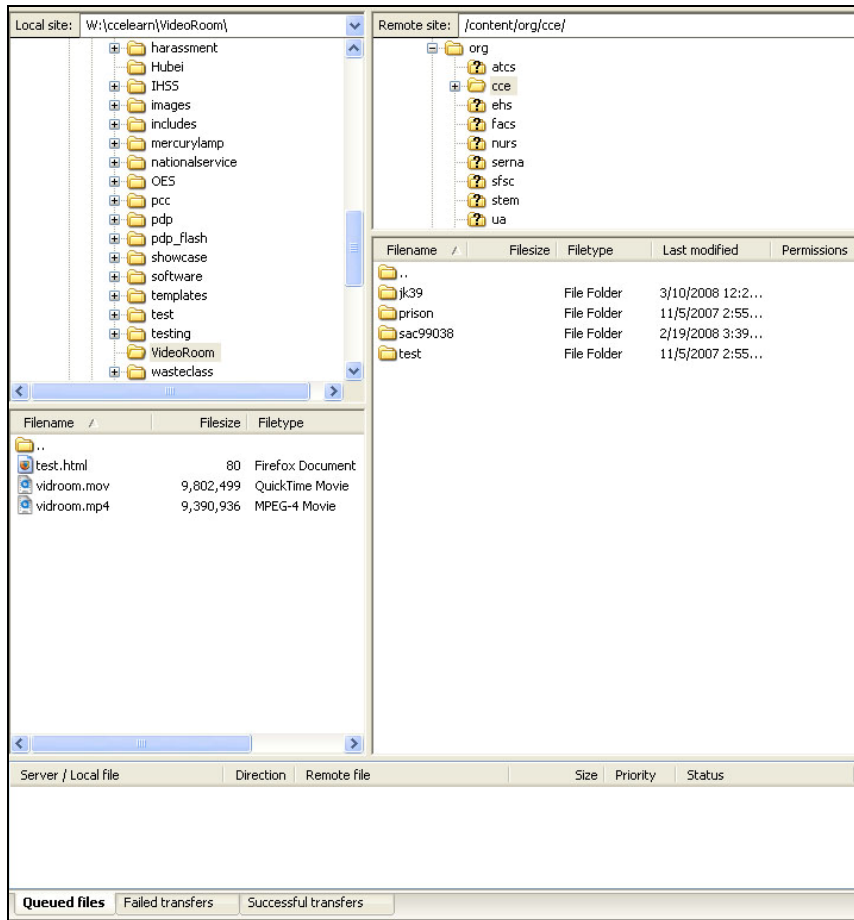 Local site: W:\ccelearn\VideoRoom\
harassment
Hubei
IHSS
images
includes
mercurylamp
nationalservice
OES
pcc
pdp
pdp_flash
showcase
software
templates
test
testing
VideoRoom
wasteclass
Filename Filesize Filetype
..
test.html 80 Firefox Document
vidroom.mov 9,802,499 QuickTime Movie
vidroom.mp4 9,390,936 MPEG-4 Movie
Remote site: /content/org/cce/
org
atcs
cce
ehs
facs
nurs
serna
sfsc
stem
ua
Filename Filesize Filetype Last modified Permissions
..
jk39 File Folder 3/10/2008 12:2...
prison File Folder 11/5/2007 2:55...
sac99038 File Folder 2/19/2008 3:39...
test File Folder 11/5/2007 2:55...
Server / Local file Direction Remote file Size Priority Status
Queued files Failed transfers Successful transfers